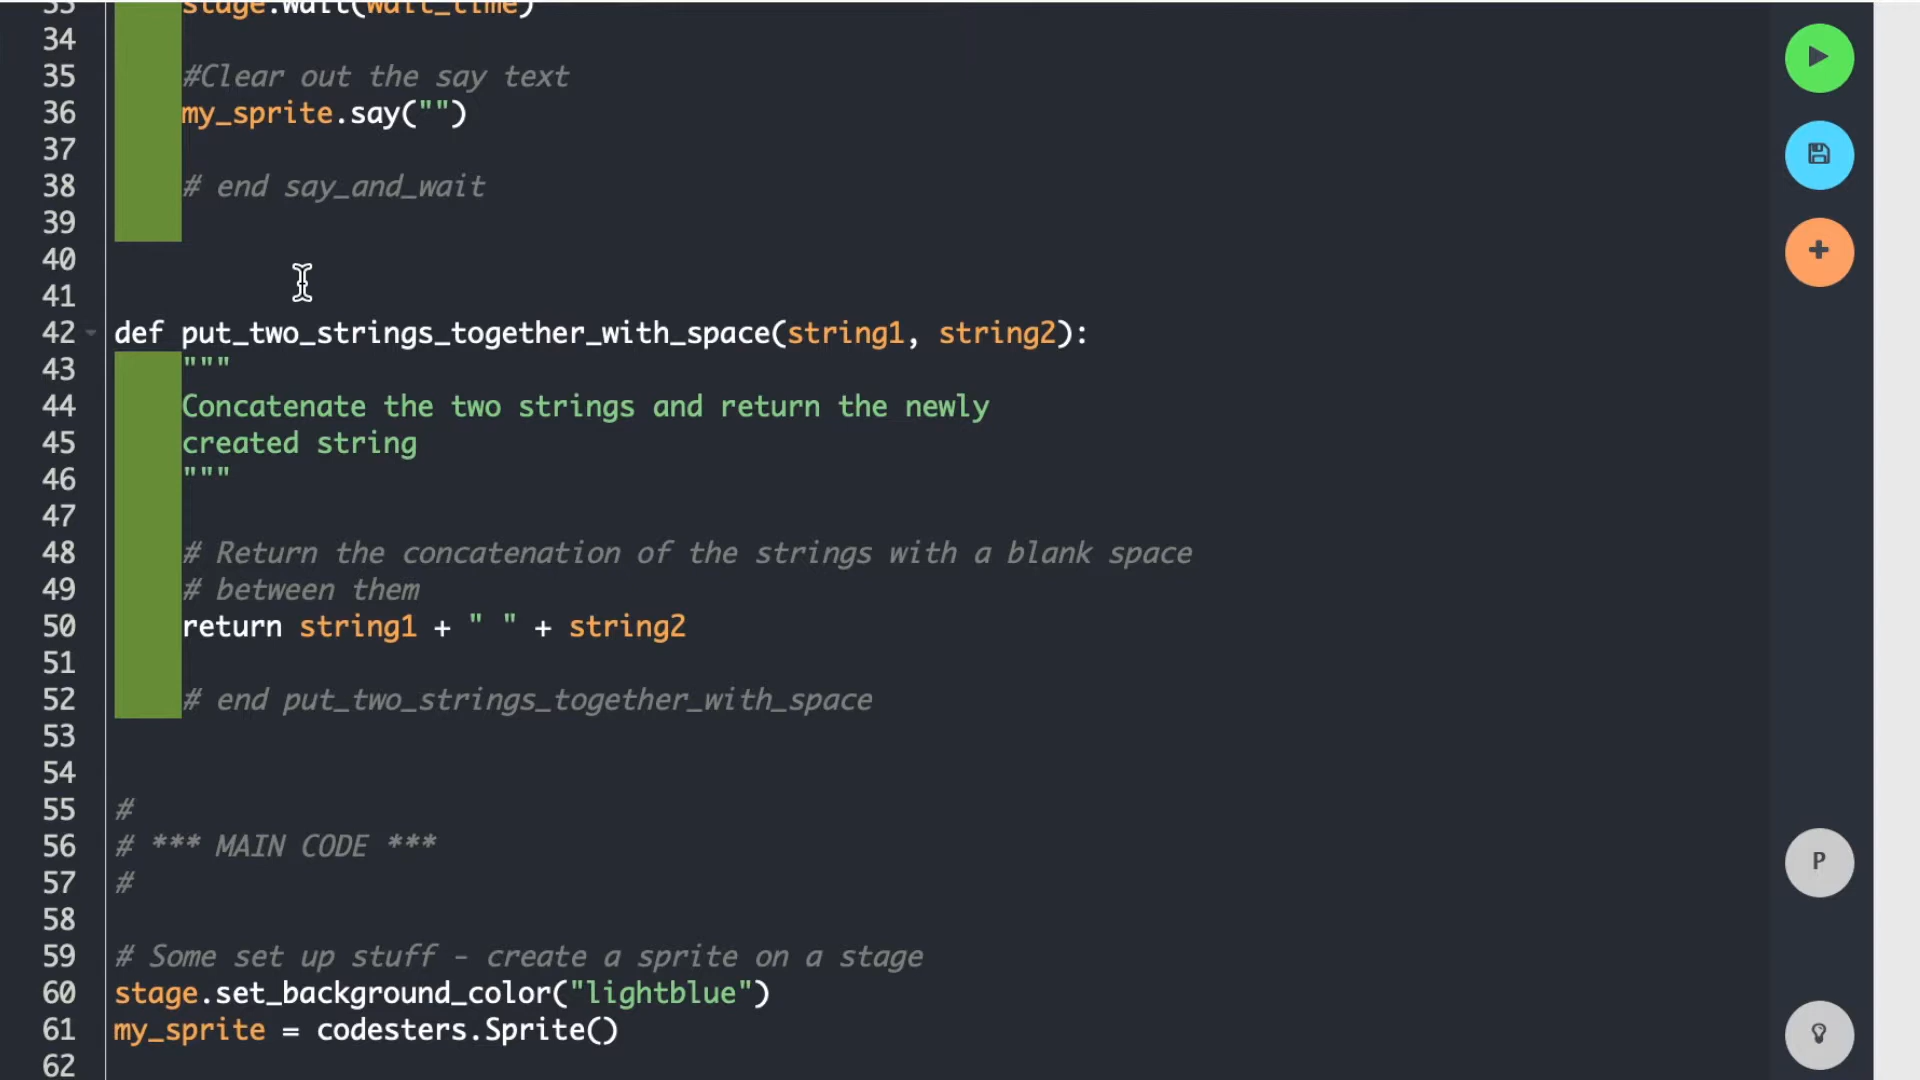 33 stage.wait(wait_time)
34
35 #Clear out the say text
36 my_sprite.say("")
37
38 # end say_and_wait
39
40
41
42 def put_two_strings_together_with_space(string1, string2):
43 """
44 Concatenate the two strings and return the newly
45 created string
46 """
47
48 # Return the concatenation of the strings with a blank space
49 # between them
50 return string1 + " " + string2
51
52 # end put_two_strings_together_with_space
53
54
55 #
56 # *** MAIN CODE ***
57 #
58
59 # Some set up stuff - create a sprite on a stage
60 stage.set_background_color("lightblue")
61 my_sprite = codesters.Sprite()
62
P